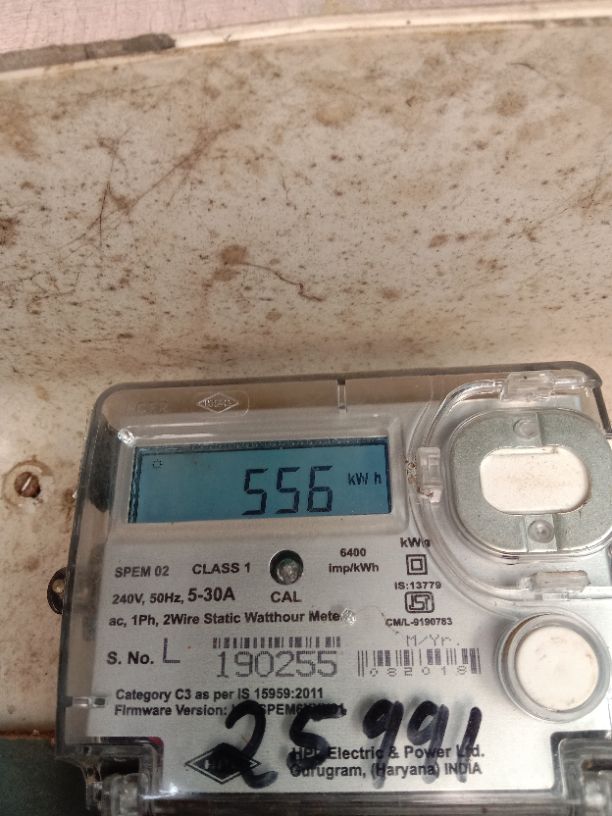 556 kWh
SPEM 02 CLASS 1 6400 imp/kWh
kWg
240V, 50Hz, 5-30A CAL
IS:13779
ac, 1Ph, 2Wire Static Watthour Meter
CM/L-9190783
M/Yr.
S. No. L 190255 082018
Category C3 as per IS 15959:2011
Firmware Version:
25991
HPL Electric & Power Ltd.
Gurugram, (Haryana) INDIA